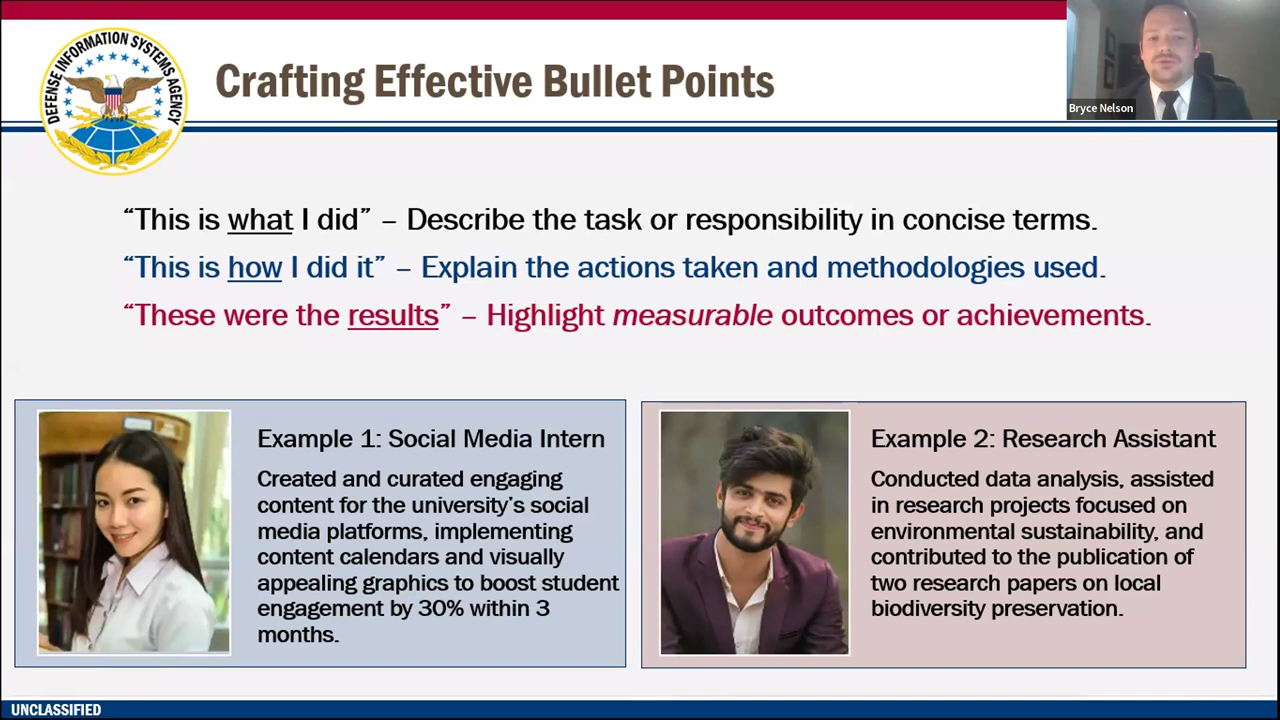 DEFENSE INFORMATION SYSTEMS AGENCY
Crafting Effective Bullet Points
Bryce Nelson
“This is what I did” – Describe the task or responsibility in concise terms.
“This is how I did it” – Explain the actions taken and methodologies used.
“These were the results” – Highlight measurable outcomes or achievements.
Example 1: Social Media Intern
Created and curated engaging
content for the university’s social
media platforms, implementing
content calendars and visually
appealing graphics to boost student
engagement by 30% within 3
months.
Example 2: Research Assistant
Conducted data analysis, assisted
in research projects focused on
environmental sustainability, and
contributed to the publication of
two research papers on local
biodiversity preservation.
UNCLASSIFIED